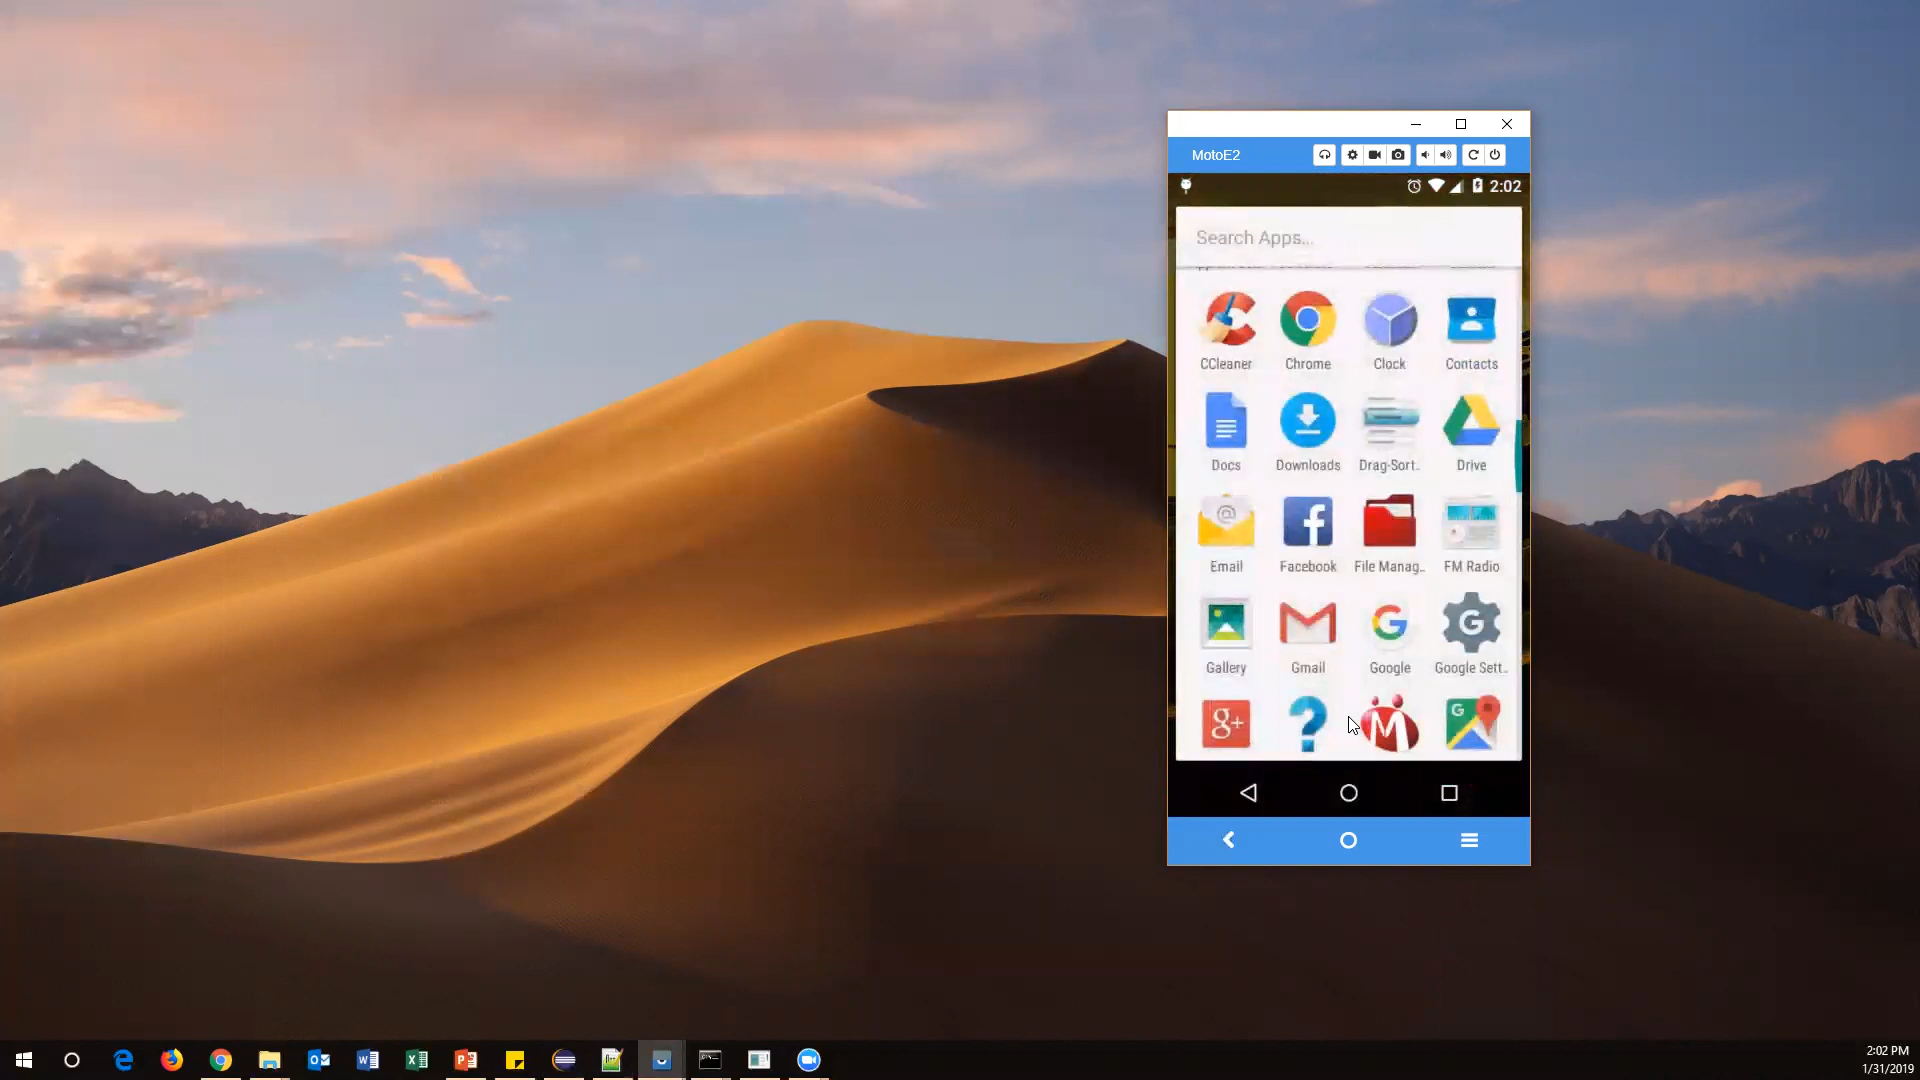 MotoE2
2:02
Search Apps...
CCleaner Chrome Clock Contacts
Docs Downloads Drag-Sort.. Drive
Email Facebook File Manag.. FM Radio
Gallery Gmail Google Google Sett..
2:02 PM
1/31/2019